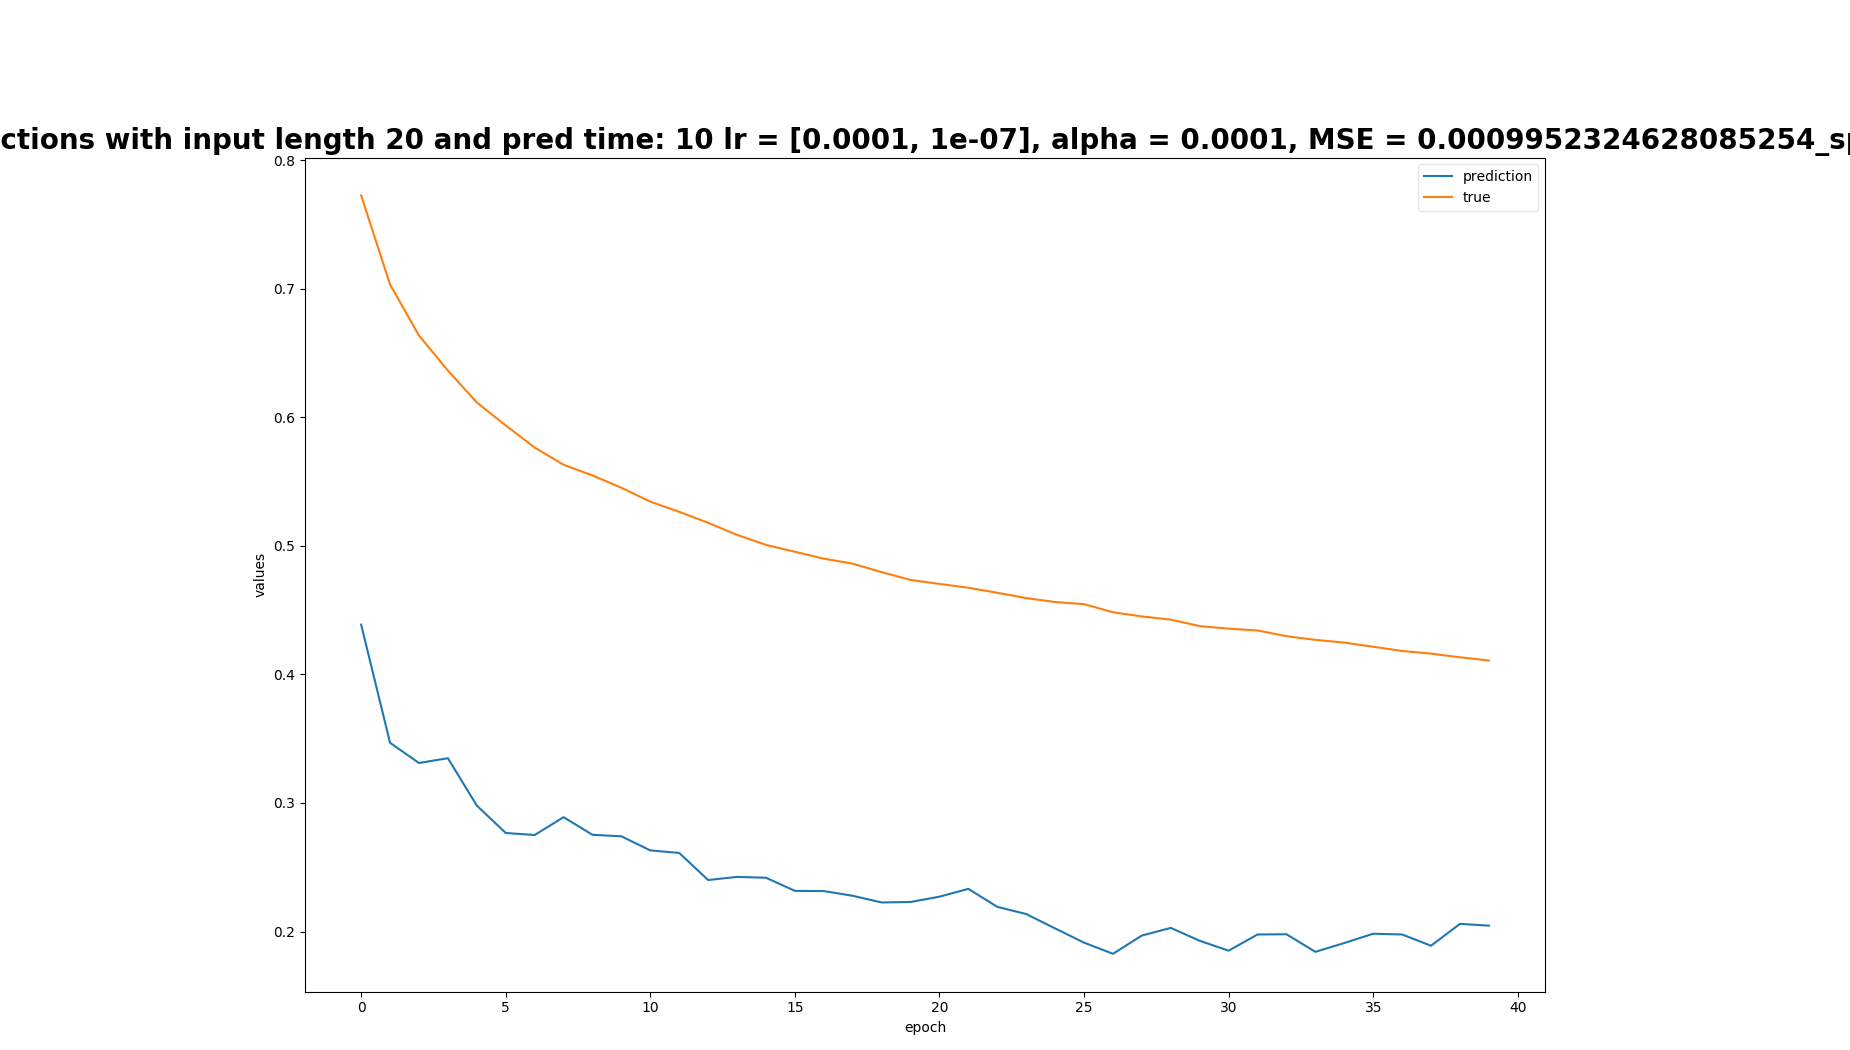 ctions with input length 20 and pred time: 10 lr = [0.0001, 1e-07], alpha = 0.0001, MSE = 0.0009952324628085254_sp
prediction
true
0.8
0.7
0.6
0.5
0.4
0.3
0.2
values
0 5 10 15 20 25 30 35 40
epoch